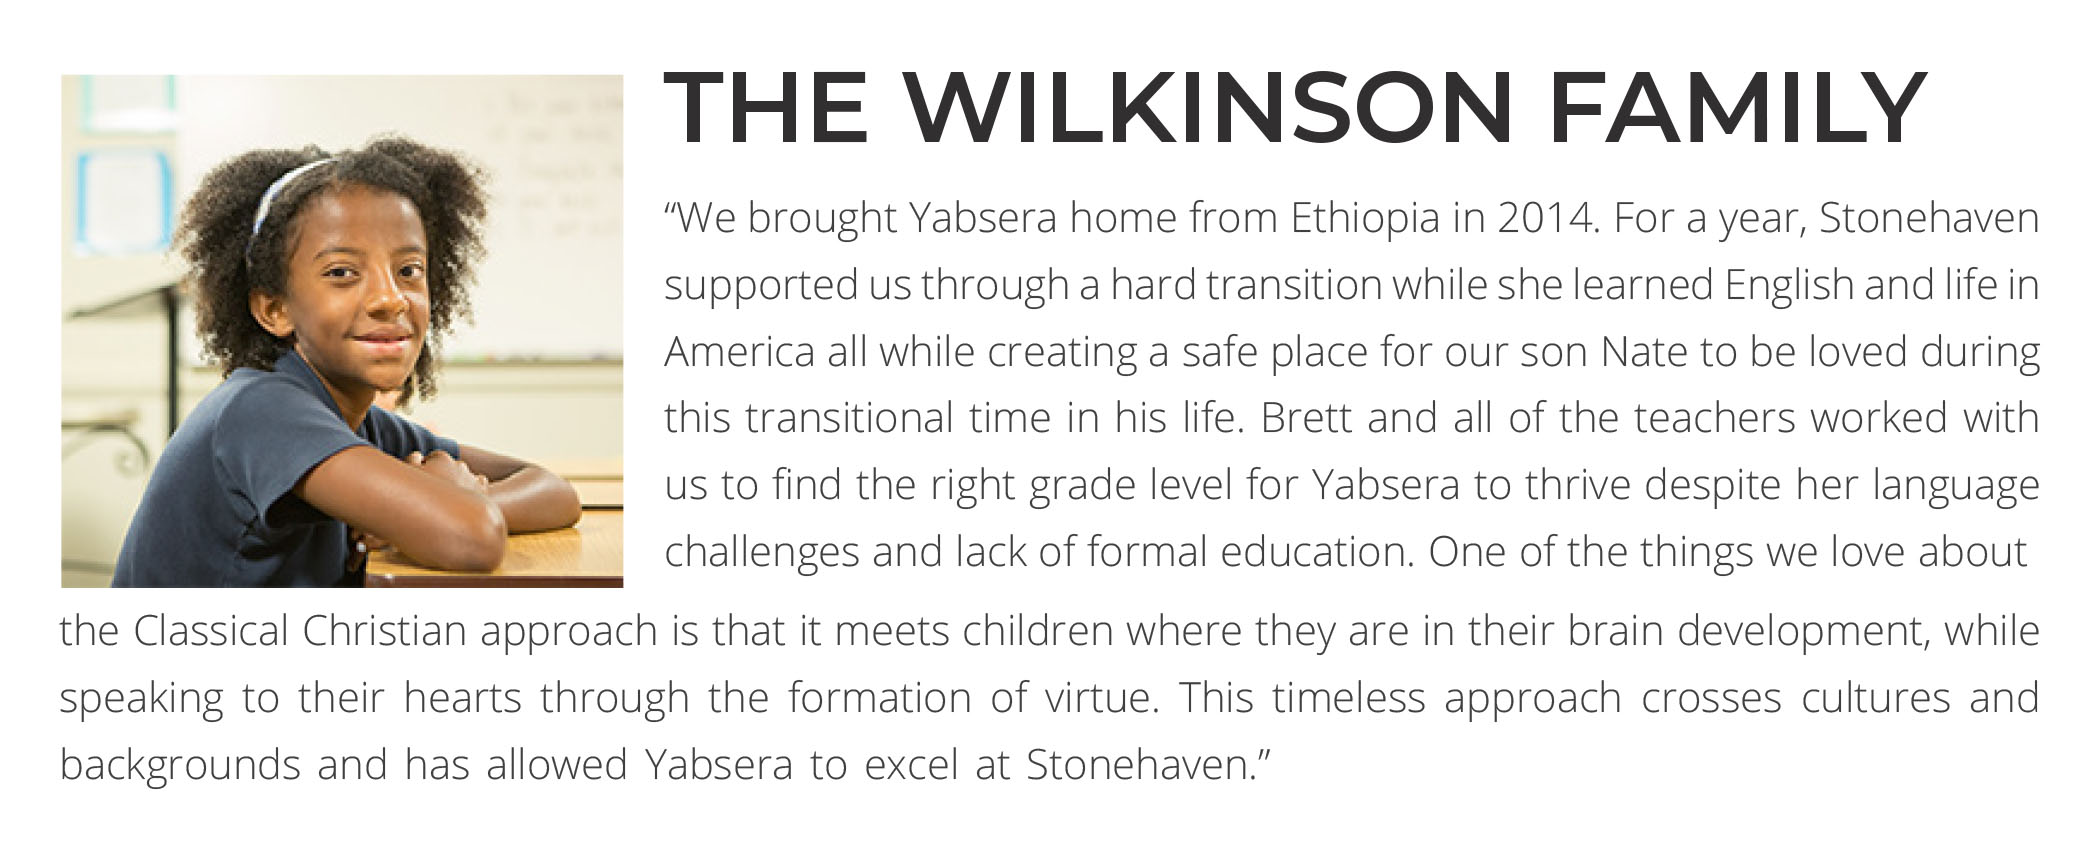 THE WILKINSON FAMILY
“We brought Yabsera home from Ethiopia in 2014. For a year, Stonehaven
supported us through a hard transition while she learned English and life in
America all while creating a safe place for our son Nate to be loved during
this transitional time in his life. Brett and all of the teachers worked with
us to find the right grade level for Yabsera to thrive despite her language
challenges and lack of formal education. One of the things we love about
the Classical Christian approach is that it meets children where they are in their brain development, while
speaking to their hearts through the formation of virtue. This timeless approach crosses cultures and
backgrounds and has allowed Yabsera to excel at Stonehaven.”